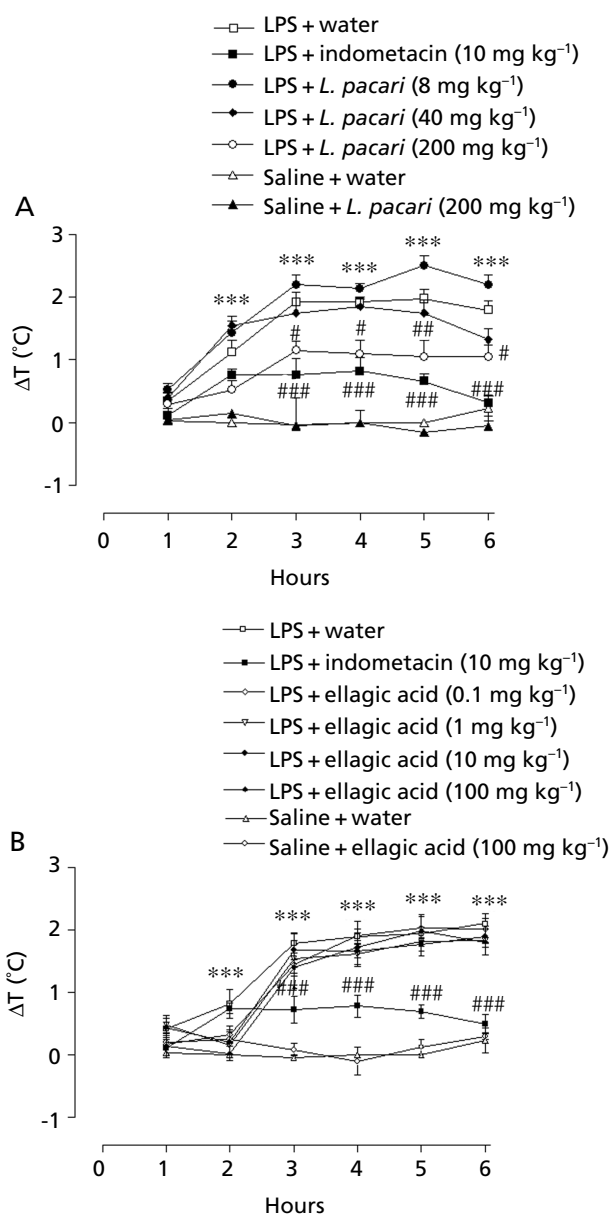 LPS + water
LPS + indometacin (10 mg kg⁻¹)
LPS + L. pacari (8 mg kg⁻¹)
LPS + L. pacari (40 mg kg⁻¹)
LPS + L. pacari (200 mg kg⁻¹)
Saline + water
Saline + L. pacari (200 mg kg⁻¹)
A
3
2
1
0
-1
ΔT (°C)
***
***
***
***
***
#
#
##
#
###
###
###
###
0 1 2 3 4 5 6
Hours
LPS + water
LPS + indometacin (10 mg kg⁻¹)
LPS + ellagic acid (0.1 mg kg⁻¹)
LPS + ellagic acid (1 mg kg⁻¹)
LPS + ellagic acid (10 mg kg⁻¹)
LPS + ellagic acid (100 mg kg⁻¹)
Saline + water
Saline + ellagic acid (100 mg kg⁻¹)
B
3
2
1
0
-1
ΔT (°C)
***
***
***
***
***
###
###
###
###
0 1 2 3 4 5 6
Hours